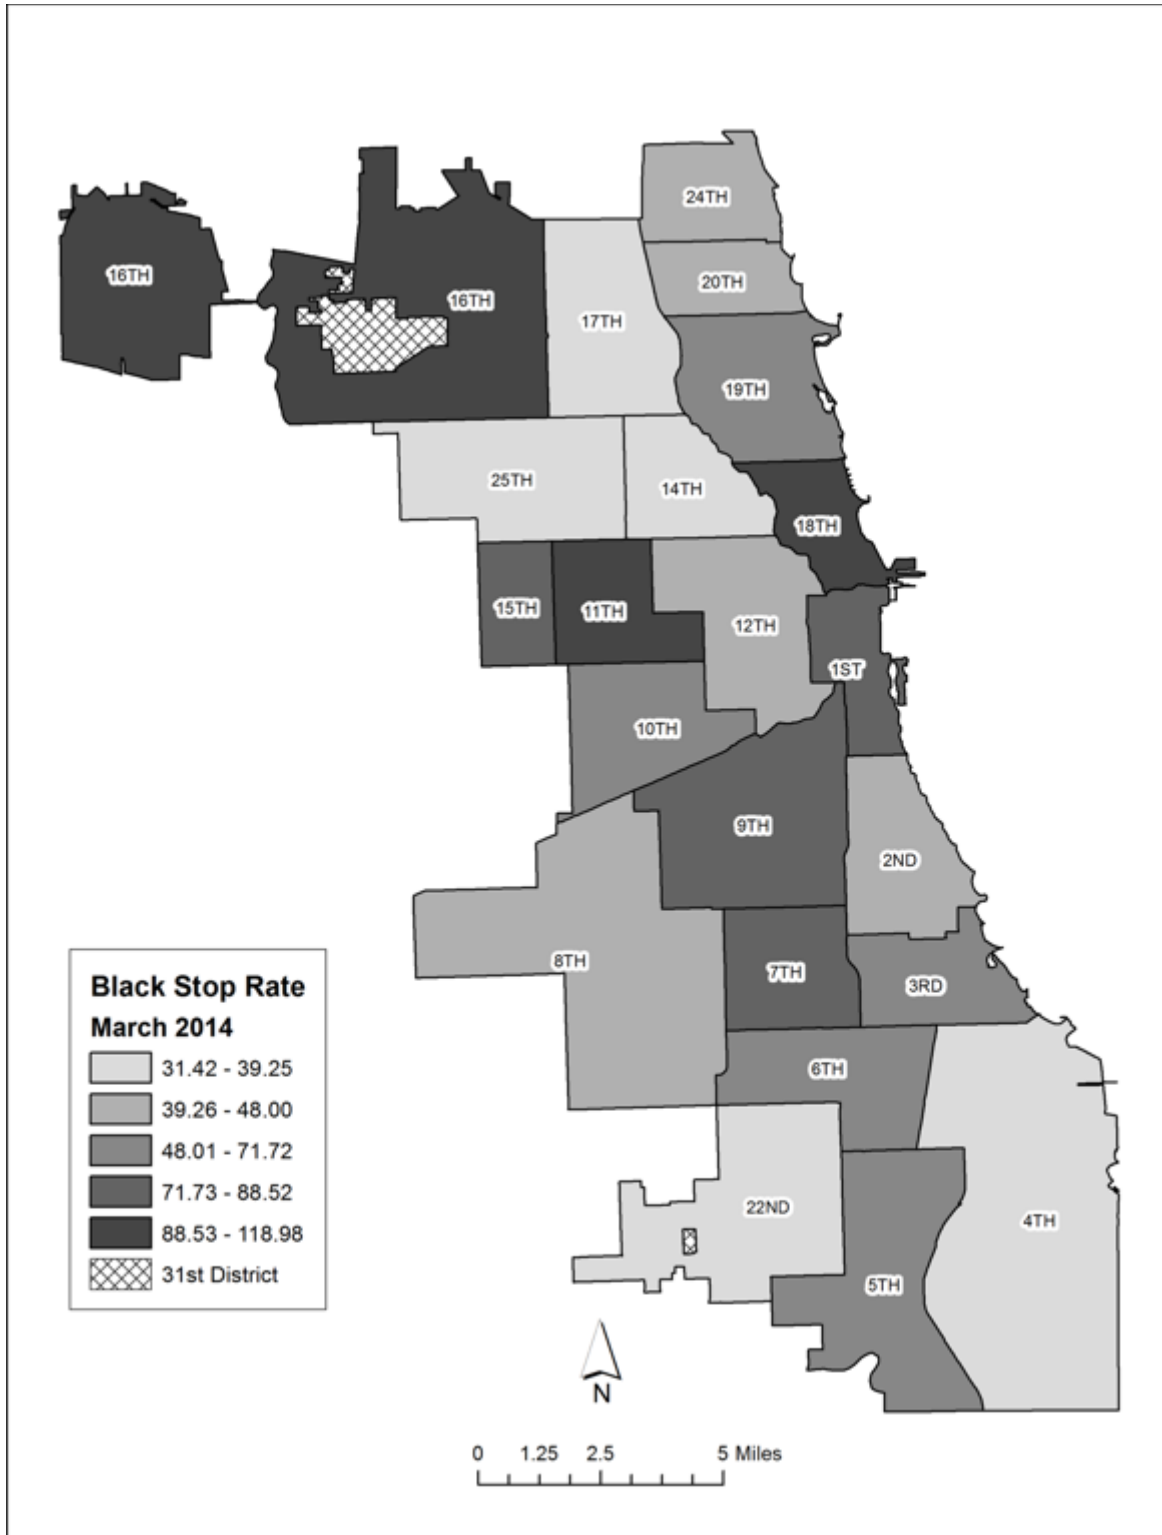 24TH
16TH
20TH
16TH
17TH
19TH
25TH
14TH
18TH
15TH
11TH
12TH
1ST
10TH
9TH
2ND
8TH
7TH
3RD
6TH
22ND
4TH
5TH
Black Stop Rate
March 2014
31.42 - 39.25
39.26 - 48.00
48.01 - 71.72
71.73 - 88.52
88.53 - 118.98
31st District
N
0 1.25 2.5 5 Miles